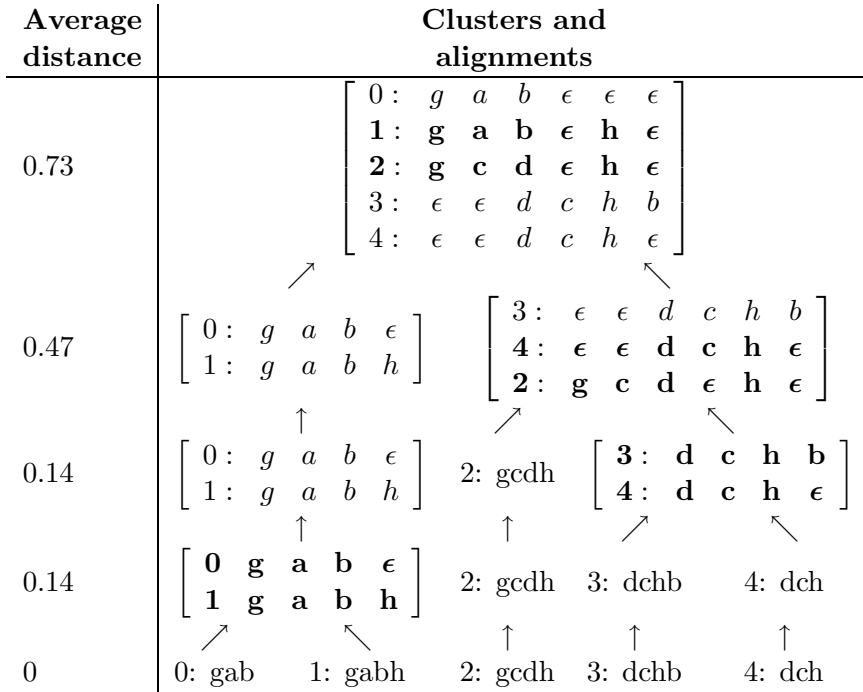 Average Clusters and
distance alignments
0 : g a b ϵ ϵ ϵ
1 : g a b ϵ h ϵ
0.73 2 : g c d ϵ h ϵ
3 : ϵ ϵ d c h b
4 : ϵ ϵ d c h ϵ
↗ ↖
3 : ϵ ϵ d c h b
0 : g a b ϵ
0.47 4 : ϵ ϵ d c h ϵ
1 : g a b h
2 : g c d ϵ h ϵ
↑ ↗ ↖
0 : g a b ϵ 3 : d c h b
0.14 2: gcdh
1 : g a b h 4 : d c h ϵ
↑ ↑ ↗ ↖
0 g a b ϵ
0.14 2: gcdh 3: dchb 4: dch
1 g a b h
↗ ↖ ↑ ↑ ↑
0 0: gab 1: gabh 2: gcdh 3: dchb 4: dch